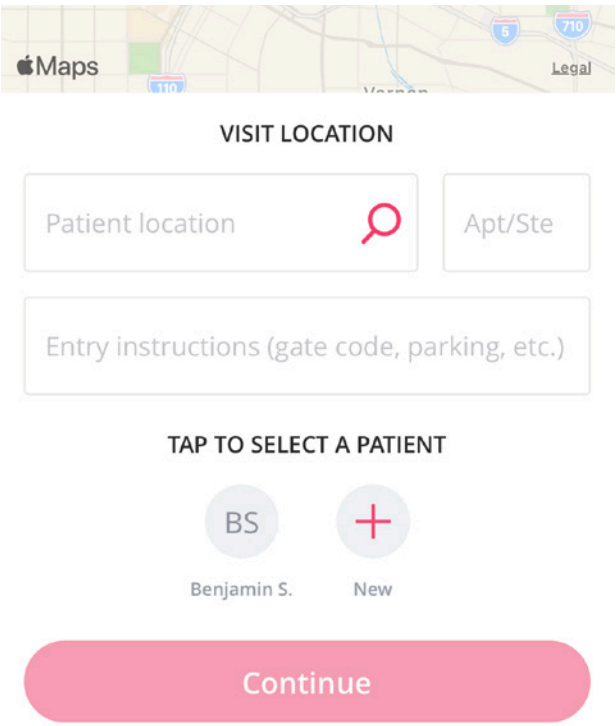 5
710
Maps
110
Legal
Vernon
VISIT LOCATION
Patient location
Apt/Ste
Entry instructions (gate code, parking, etc.)
TAP TO SELECT A PATIENT
BS
Benjamin S.
New
Continue